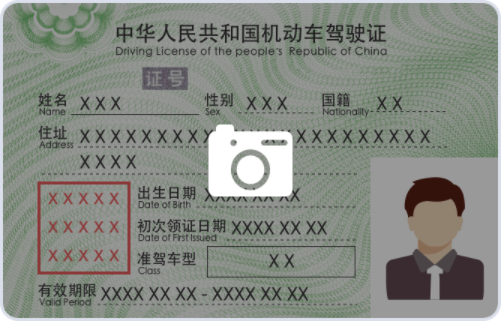 中华人民共和国机动车驾驶证
Driving License of the people's Republic of China
证号
姓名 XXX 性别 XXX 国籍 XX
Name Sex Nationality
住址 XXXXXXXXXXX XXXXXXXXX
Address
XXXX
出生日期 XXXX XX XX
Date of Birth
XXXXX
初次领证日期 XXXX XX XX
Date of First Issued
XXXXX
准驾车型 XX
Class
XXXXX
有效期限 XXXX XX XX - XXXX XX XX
Valid Period